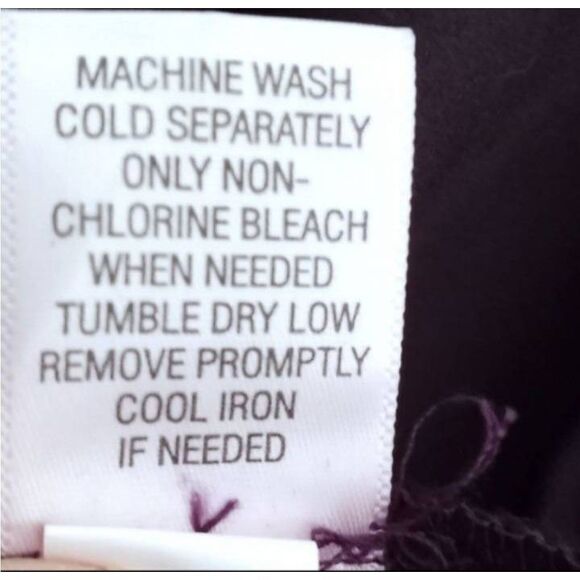 MACHINE WASH
COLD SEPARATELY
ONLY NON-
CHLORINE BLEACH
WHEN NEEDED
TUMBLE DRY LOW
REMOVE PROMPTLY
COOL IRON
IF NEEDED